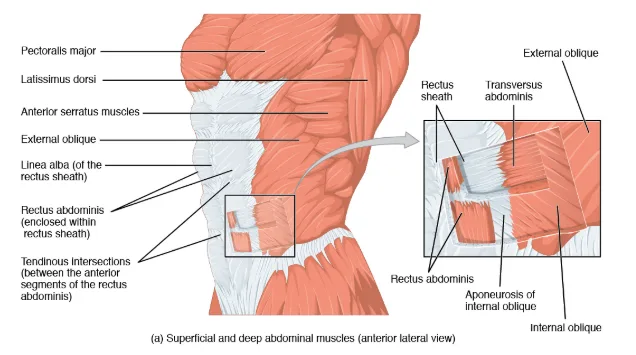 Pectoralis major
Latissimus dorsi
Anterior serratus muscles
External oblique
Linea alba (of the
rectus sheath)
Rectus abdominis
(enclosed within
rectus sheath)
Tendinous intersections
(between the anterior
segments of the rectus
abdominis)
External oblique
Rectus
sheath
Transversus
abdominis
Rectus abdominis
Aponeurosis of
internal oblique
Internal oblique
(a) Superficial and deep abdominal muscles (anterior lateral view)